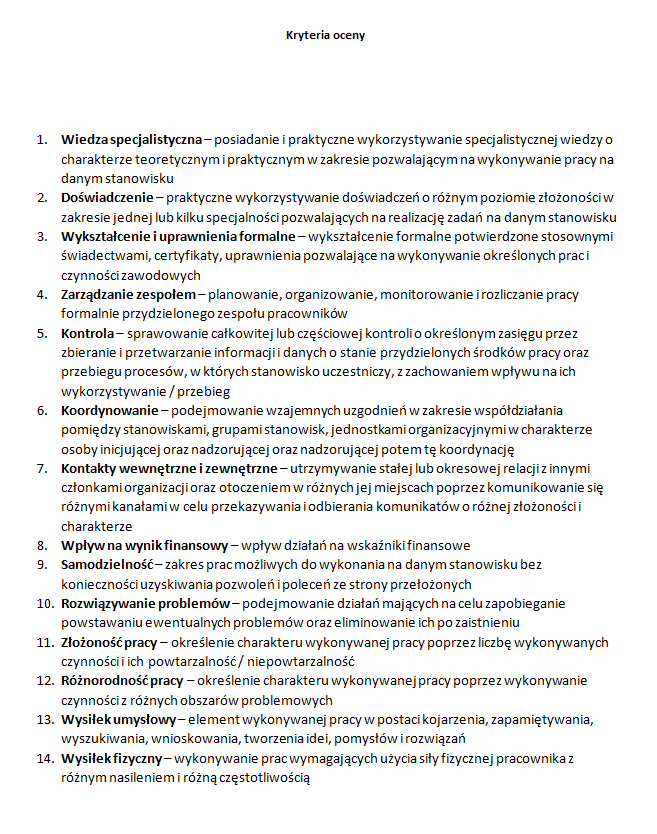 Kryteria oceny
1. Wiedza specjalistyczna – posiadanie i praktyczne wykorzystywanie specjalistycznej wiedzy o
charakterze teoretycznym i praktycznym w zakresie pozwalającym na wykonywanie pracy na
danym stanowisku
2. Doświadczenie – praktyczne wykorzystywanie doświadczeń o różnym poziomie złożoności w
zakresie jednej lub kilku specjalności pozwalających na realizację zadań na danym stanowisku
3. Wykształcenie i uprawnienia formalne – wykształcenie formalne potwierdzone stosownymi
świadectwami, certyfikaty, uprawnienia pozwalające na wykonywanie określonych prac i
czynności zawodowych
4. Zarządzanie zespołem – planowanie, organizowanie, monitorowanie i rozliczanie pracy
formalnie przydzielonego zespołu pracowników
5. Kontrola – sprawowanie całkowitej lub częściowej kontroli o określonym zasięgu przez
zbieranie i przetwarzanie informacji i danych o stanie przydzielonych środków pracy oraz
przebiegu procesów, w których stanowisko uczestniczy, z zachowaniem wpływu na ich
wykorzystywanie / przebieg
6. Koordynowanie – podejmowanie wzajemnych uzgodnień w zakresie współdziałania
pomiędzy stanowiskami, grupami stanowisk, jednostkami organizacyjnymi w charakterze
osoby inicjującej oraz nadzorującej oraz nadzorującej potem tę koordynację
7. Kontakty wewnętrzne i zewnętrzne – utrzymywanie stałej lub okresowej relacji z innymi
członkami organizacji oraz otoczeniem w różnych jej miejscach poprzez komunikowanie się
różnymi kanałami w celu przekazywania i odbierania komunikatów o różnej złożoności i
charakterze
8. Wpływ na wynik finansowy – wpływ działań na wskaźniki finansowe
9. Samodzielność – zakres prac możliwych do wykonania na danym stanowisku bez
konieczności uzyskiwania pozwoleń i poleceń ze strony przełożonych
10. Rozwiązywanie problemów – podejmowanie działań mających na celu zapobieganie
powstawaniu ewentualnych problemów oraz eliminowanie ich po zaistnieniu
11. Złożoność pracy – określenie charakteru wykonywanej pracy poprzez liczbę wykonywanych
czynności i ich powtarzalność / niepowtarzalność
12. Różnorodność pracy – określenie charakteru wykonywanej pracy poprzez wykonywanie
czynności z różnych obszarów problemowych
13. Wysiłek umysłowy – element wykonywanej pracy w postaci kojarzenia, zapamiętywania,
wyszukiwania, wnioskowania, tworzenia idei, pomysłów i rozwiązań
14. Wysiłek fizyczny – wykonywanie prac wymagających użycia siły fizycznej pracownika z
różnym nasileniem i różną częstotliwością